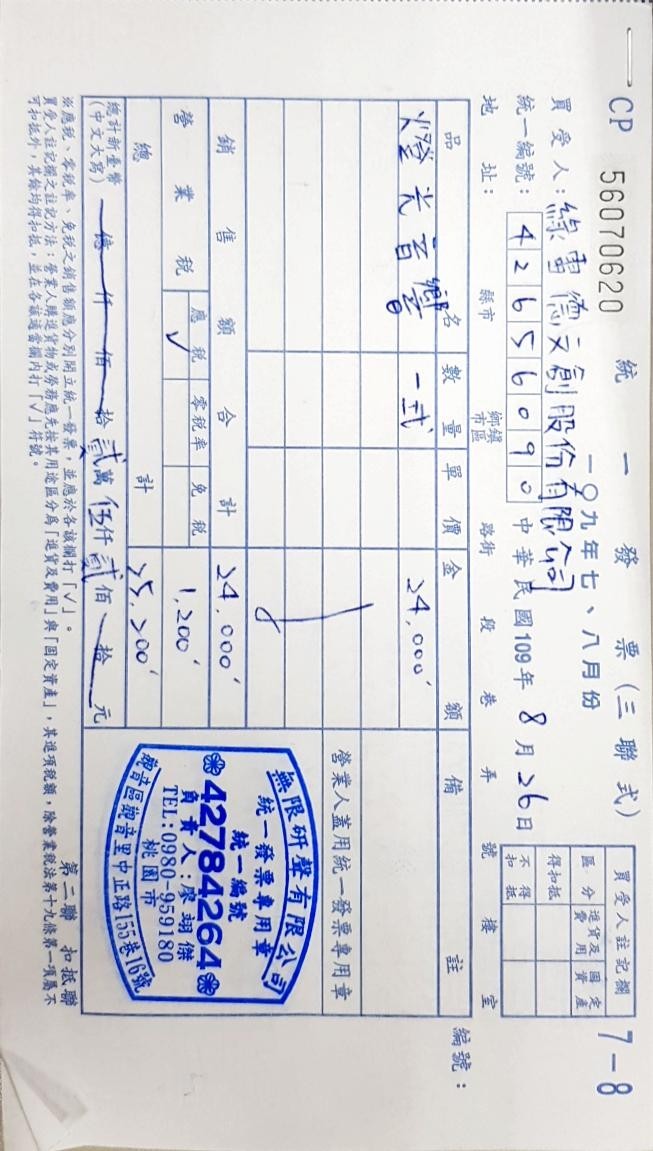 CP 56070620
統一發票(三聯式)
一〇九年七、八月份
7-8
買受人:綠雷德文創股份有限公司
統一編號:42656090
中華民國109年8月26日
地址: 縣市 鄉鎮市區 路街 段 巷 弄 號 樓 室
編號:
買受人註記欄
區分 進貨及費用 固定資產
得扣抵
不得扣抵
品名 數量 單價 金額 備註
燈光音響 一式 24,000
銷售額合計 24,000
營業稅 應稅 ✓ 零稅率 免稅 1,200
總計 25,200
總計新臺幣(中文大寫) 億 仟 佰 拾 貳萬 伍仟 貳佰 拾 元
營業人蓋用統一發票專用章
無限研聲有限公司
統一發票專用章
統一編號
42784264
負責人:廖翊傑
TEL:0980-959180
桃園市
觀音區觀音里中正路155巷16號
※應稅、零稅率、免稅之銷售額應分別開立統一發票,並應於各該欄打「√」。
買受人註記欄之註記方法:營業人購進貨物或勞務應先按其用途區分為「進貨及費用」與「固定資產」,其進項稅額,除營業稅法第十九條第一項屬不
可扣抵外,其餘均得扣抵,並在各該適當欄內打「√」符號。
第二聯 扣抵聯